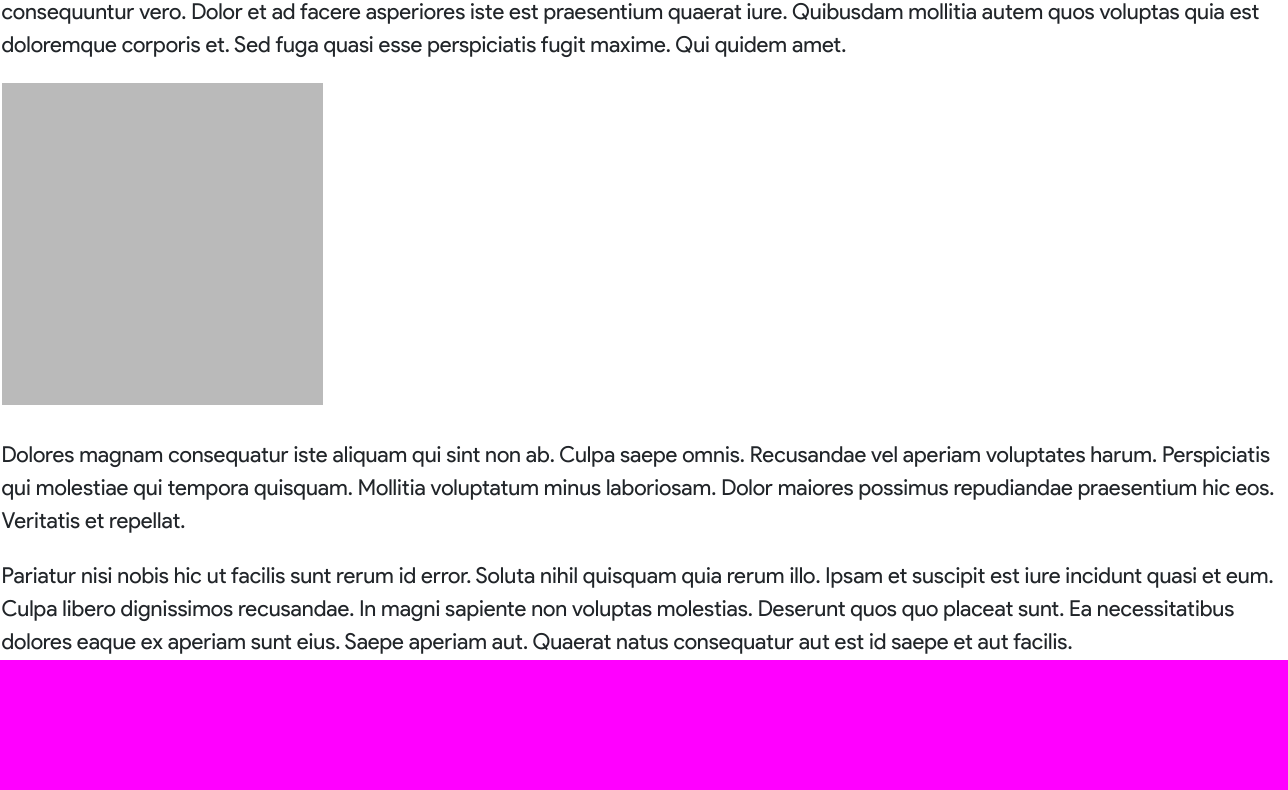 consequuntur vero. Dolor et ad facere asperiores iste est praesentium quaerat iure. Quibusdam mollitia autem quos voluptas quia est
doloremque corporis et. Sed fuga quasi esse perspiciatis fugit maxime. Qui quidem amet.
Dolores magnam consequatur iste aliquam qui sint non ab. Culpa saepe omnis. Recusandae vel aperiam voluptates harum. Perspiciatis
qui molestiae qui tempora quisquam. Mollitia voluptatum minus laboriosam. Dolor maiores possimus repudiandae praesentium hic eos.
Veritatis et repellat.
Pariatur nisi nobis hic ut facilis sunt rerum id error. Soluta nihil quisquam quia rerum illo. Ipsam et suscipit est iure incidunt quasi et eum.
Culpa libero dignissimos recusandae. In magni sapiente non voluptas molestias. Deserunt quos quo placeat sunt. Ea necessitatibus
dolores eaque ex aperiam sunt eius. Saepe aperiam aut. Quaerat natus consequatur aut est id saepe et aut facilis.